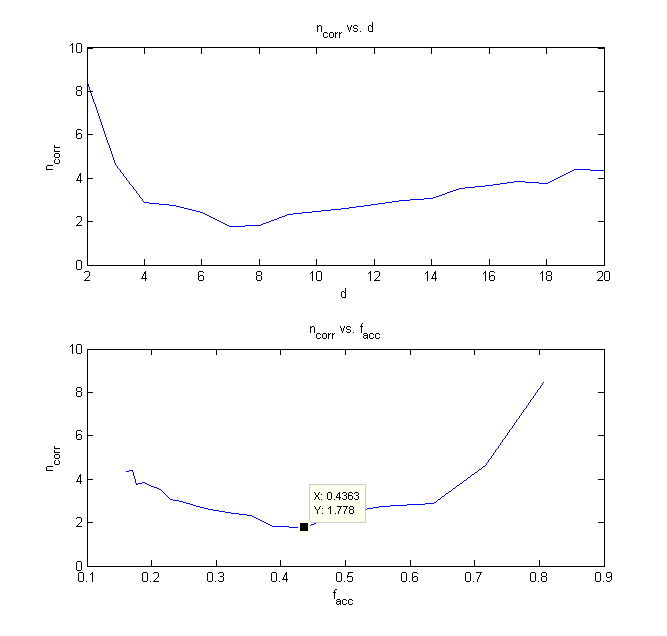 n_corr vs. d
10
8
6
4
2
0
n_corr
2 4 6 8 10 12 14 16 18 20
d
n_corr vs. f_acc
10
8
6
4
2
0
n_corr
X: 0.4363
Y: 1.778
0.1 0.2 0.3 0.4 0.5 0.6 0.7 0.8 0.9
f_acc